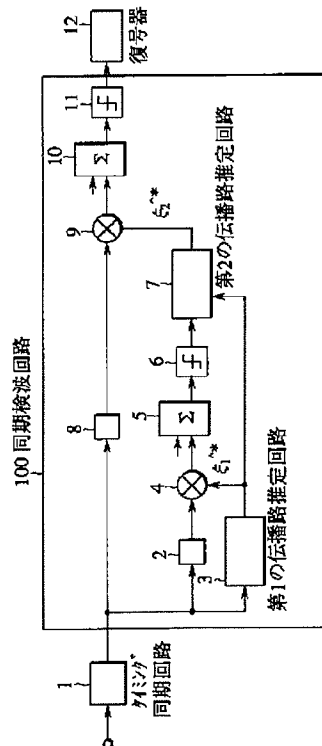 100 同期検波回路
1
タイミング
同期回路
2
3
第1の伝播路推定回路
4
ξ₁^*
5
Σ
6
7
第2の伝播路推定回路
8
9
ξ₂^*
10
Σ
11
12
復号器